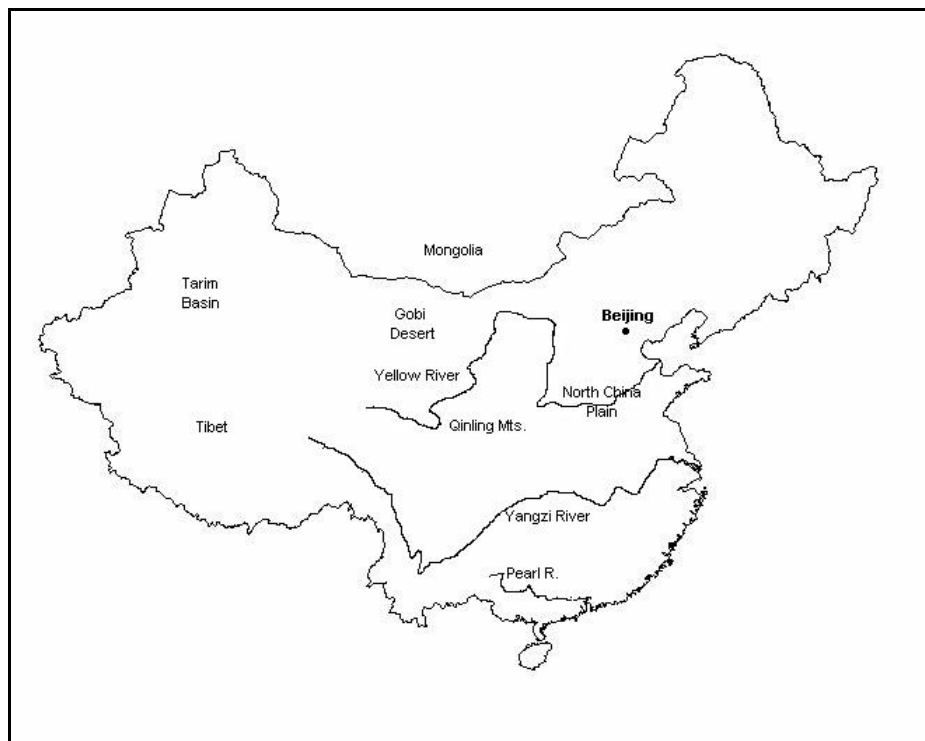 Mongolia
Tarim
Basin
Gobi
Desert
Beijing
Yellow River
North China
Plain
Tibet
Qinling Mts.
Yangzi River
Pearl R.